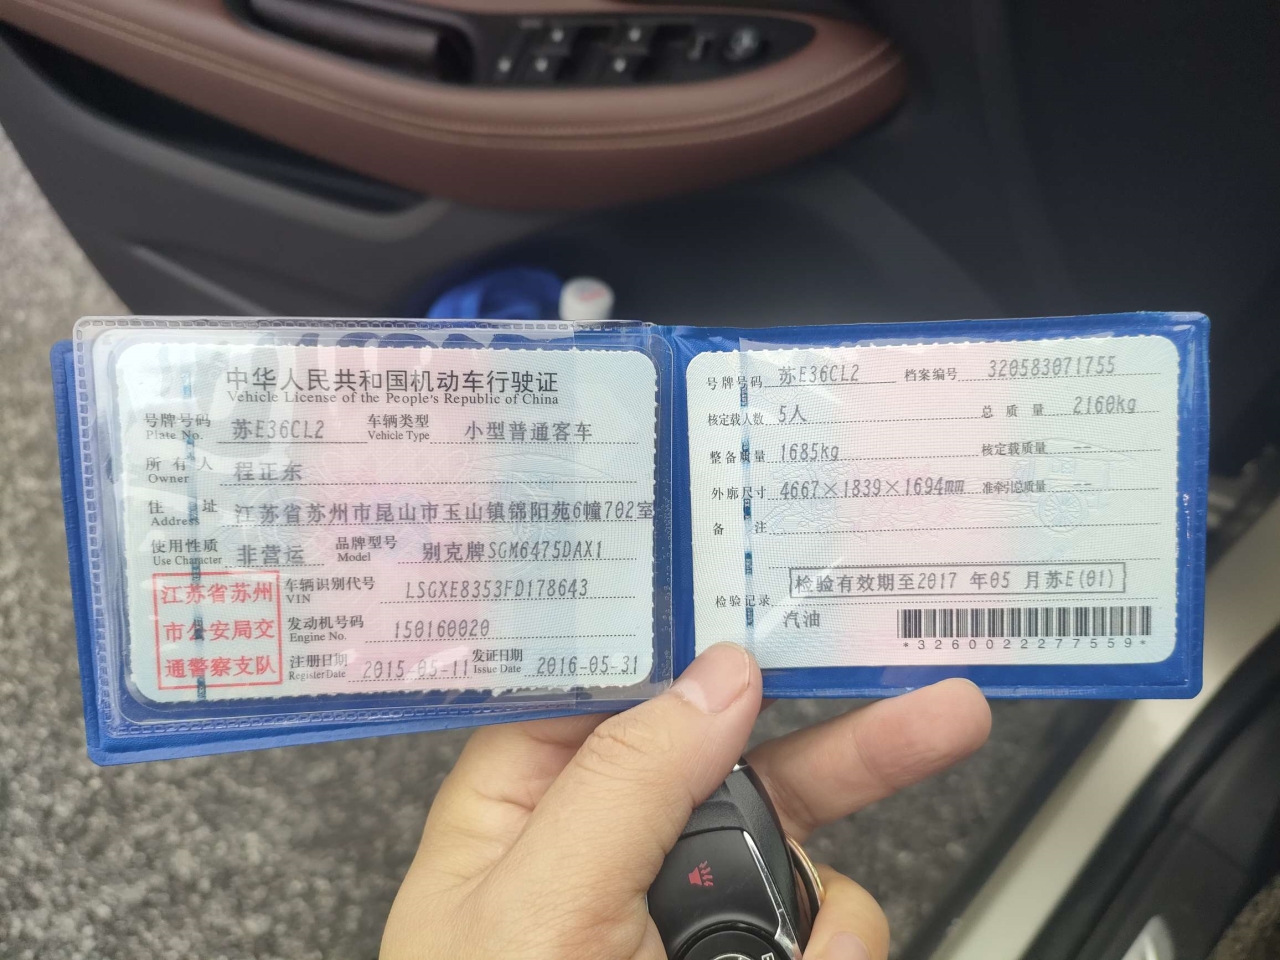 中华人民共和国机动车行驶证
Vehicle License of the People's Republic of China
号牌号码 苏E36CL2 车辆类型 小型普通客车
Plate No. Vehicle Type
所有人 程正东
Owner
住址 江苏省苏州市昆山市玉山镇锦阳苑6幢702室
Address
使用性质 非营运 品牌型号 别克牌SGM6475DAX1
Use Character Model
江苏省苏州
市公安局交
通警察支队
车辆识别代号 LSGXE8353FD178643
VIN
发动机号码 150160020
Engine No.
注册日期 2015-05-11 发证日期 2016-05-31
Register Date Issue Date
号牌号码 苏E36CL2 档案编号 320583071755
核定载人数 5人 总质量 2160kg
整备质量 1685kg 核定载质量 --
外廓尺寸 4667×1839×1694mm 准牵引总质量 --
备注
检验有效期至2017 年05 月苏E(01)
检验记录
汽油
*3260022277559*